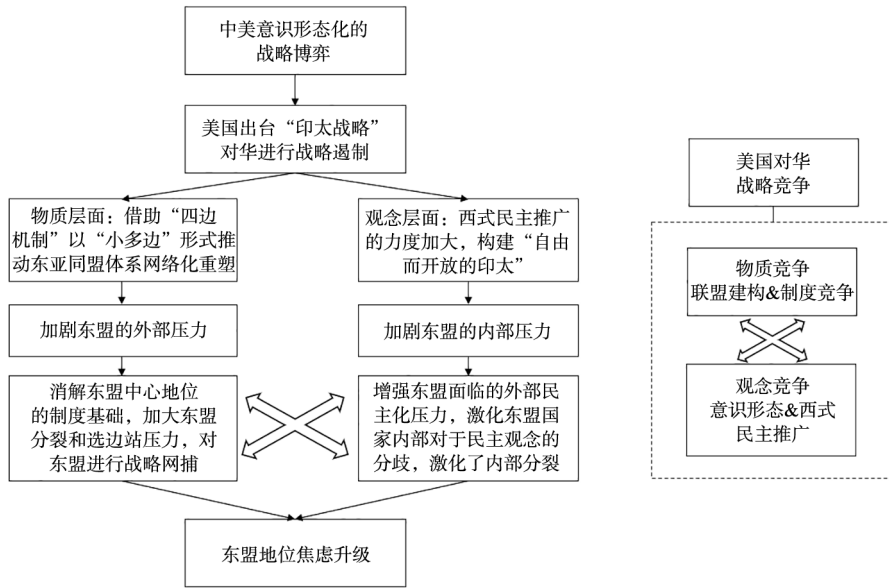 中美意识形态化的
战略博弈
美国出台“印太战略”
对华进行战略遏制
物质层面：借助“四边
机制”以“小多边”形式推
动东亚同盟体系网络化重塑
观念层面：西式民主推广
的力度加大，构建“自由
而开放的印太”
加剧东盟的外部压力
加剧东盟的内部压力
消解东盟中心地位
的制度基础，加大东盟
分裂和选边站压力，对
东盟进行战略网捕
增强东盟面临的外部民
主化压力，激化东盟国
家内部对于民主观念的
分歧，激化了内部分裂
东盟地位焦虑升级
美国对华
战略竞争
物质竞争
联盟建构&制度竞争
观念竞争
意识形态&西式
民主推广